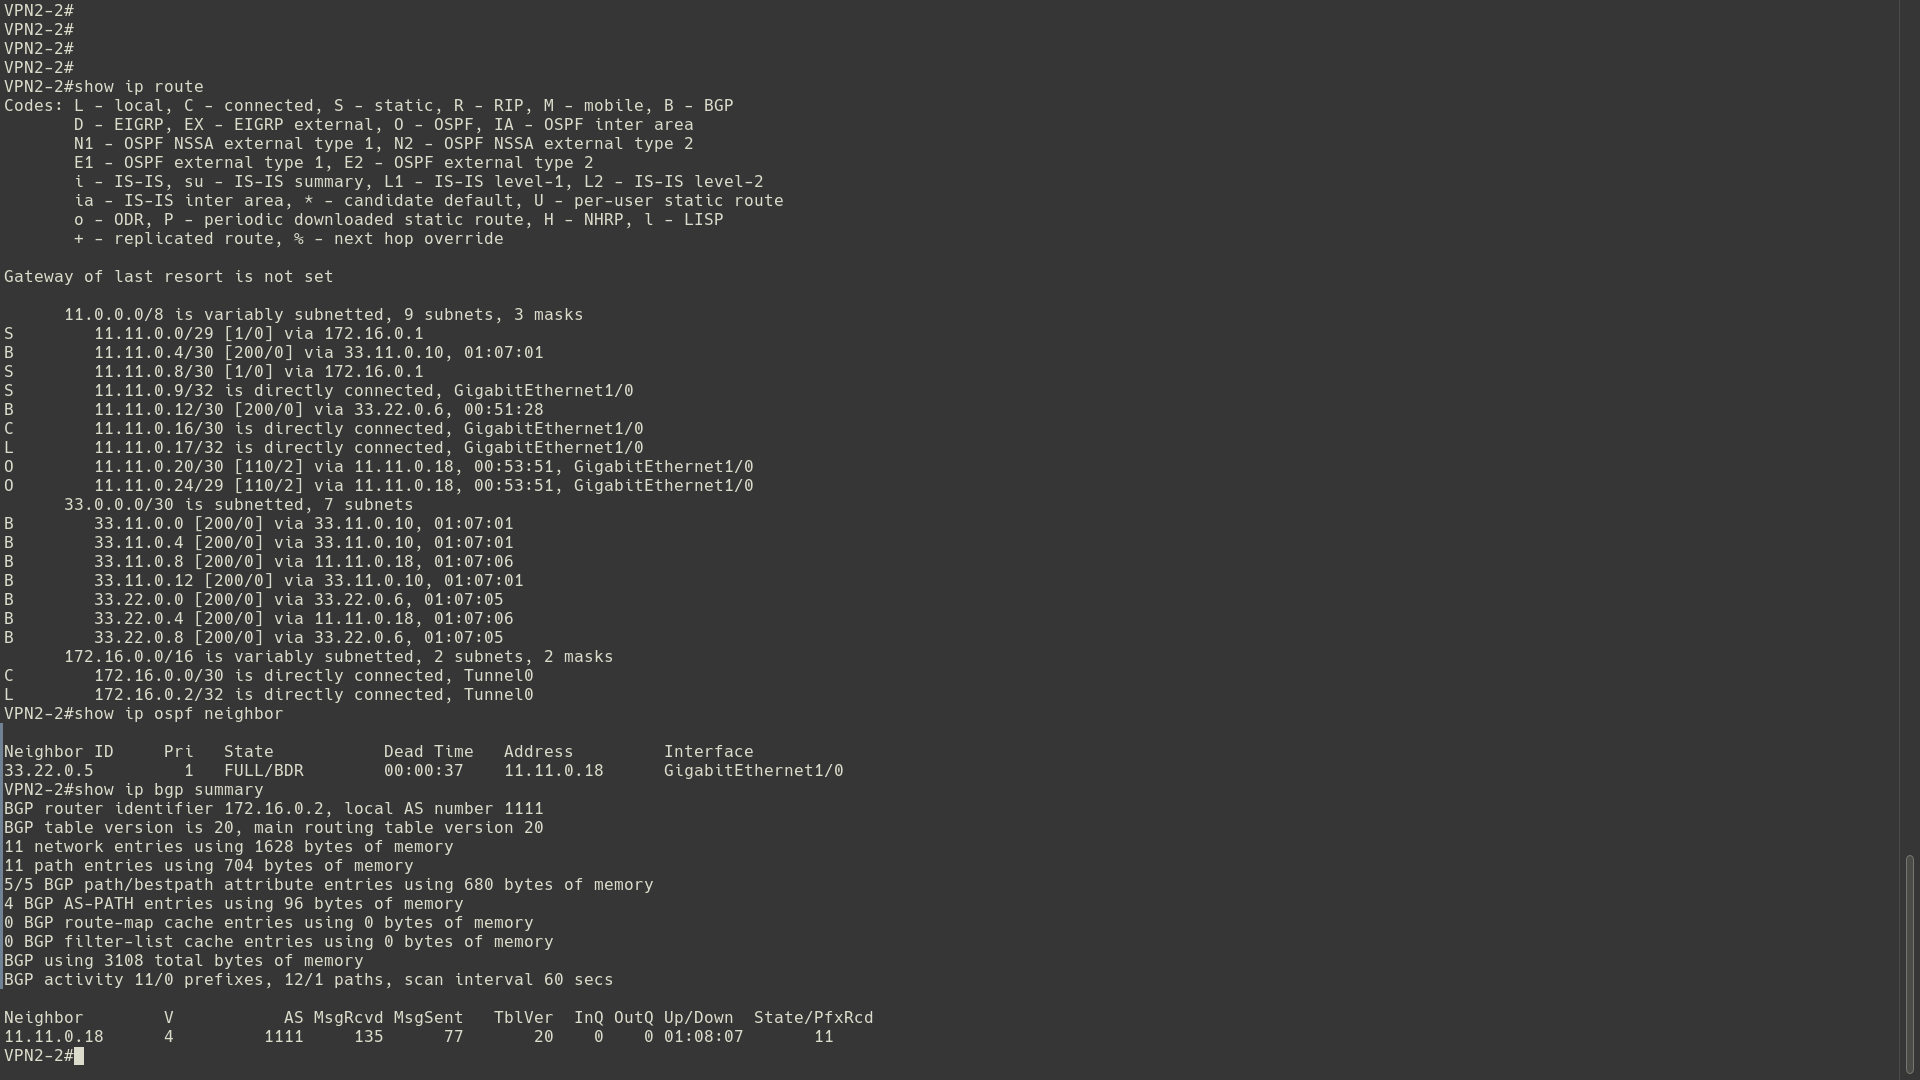 VPN2-2#
VPN2-2#
VPN2-2#
VPN2-2#
VPN2-2#show ip route
Codes: L - local, C - connected, S - static, R - RIP, M - mobile, B - BGP
       D - EIGRP, EX - EIGRP external, O - OSPF, IA - OSPF inter area
       N1 - OSPF NSSA external type 1, N2 - OSPF NSSA external type 2
       E1 - OSPF external type 1, E2 - OSPF external type 2
       i - IS-IS, su - IS-IS summary, L1 - IS-IS level-1, L2 - IS-IS level-2
       ia - IS-IS inter area, * - candidate default, U - per-user static route
       o - ODR, P - periodic downloaded static route, H - NHRP, l - LISP
       + - replicated route, % - next hop override

Gateway of last resort is not set

      11.0.0.0/8 is variably subnetted, 9 subnets, 3 masks
S        11.11.0.0/29 [1/0] via 172.16.0.1
B        11.11.0.4/30 [200/0] via 33.11.0.10, 01:07:01
S        11.11.0.8/30 [1/0] via 172.16.0.1
S        11.11.0.9/32 is directly connected, GigabitEthernet1/0
B        11.11.0.12/30 [200/0] via 33.22.0.6, 00:51:28
C        11.11.0.16/30 is directly connected, GigabitEthernet1/0
L        11.11.0.17/32 is directly connected, GigabitEthernet1/0
O        11.11.0.20/30 [110/2] via 11.11.0.18, 00:53:51, GigabitEthernet1/0
O        11.11.0.24/29 [110/2] via 11.11.0.18, 00:53:51, GigabitEthernet1/0
      33.0.0.0/30 is subnetted, 7 subnets
B        33.11.0.0 [200/0] via 33.11.0.10, 01:07:01
B        33.11.0.4 [200/0] via 33.11.0.10, 01:07:01
B        33.11.0.8 [200/0] via 11.11.0.18, 01:07:06
B        33.11.0.12 [200/0] via 33.11.0.10, 01:07:01
B        33.22.0.0 [200/0] via 33.22.0.6, 01:07:05
B        33.22.0.4 [200/0] via 11.11.0.18, 01:07:06
B        33.22.0.8 [200/0] via 33.22.0.6, 01:07:05
      172.16.0.0/16 is variably subnetted, 2 subnets, 2 masks
C        172.16.0.0/30 is directly connected, Tunnel0
L        172.16.0.2/32 is directly connected, Tunnel0
VPN2-2#show ip ospf neighbor

Neighbor ID     Pri   State           Dead Time   Address         Interface
33.22.0.5         1   FULL/BDR        00:00:37    11.11.0.18      GigabitEthernet1/0
VPN2-2#show ip bgp summary
BGP router identifier 172.16.0.2, local AS number 1111
BGP table version is 20, main routing table version 20
11 network entries using 1628 bytes of memory
11 path entries using 704 bytes of memory
5/5 BGP path/bestpath attribute entries using 680 bytes of memory
4 BGP AS-PATH entries using 96 bytes of memory
0 BGP route-map cache entries using 0 bytes of memory
0 BGP filter-list cache entries using 0 bytes of memory
BGP using 3108 total bytes of memory
BGP activity 11/0 prefixes, 12/1 paths, scan interval 60 secs

Neighbor        V           AS MsgRcvd MsgSent   TblVer  InQ OutQ Up/Down  State/PfxRcd
11.11.0.18      4         1111     135      77       20    0    0 01:08:07       11
VPN2-2#